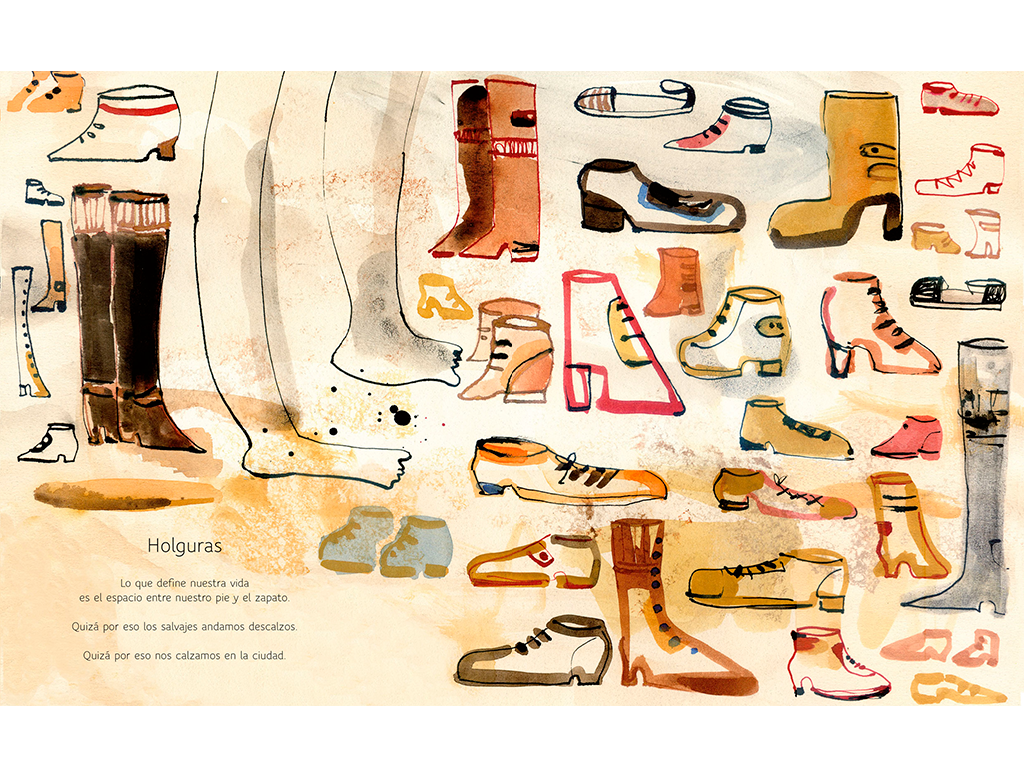 Holguras
Lo que define nuestra vida
es el espacio entre nuestro pie y el zapato.
Quizá por eso los salvajes andamos descalzos.
Quizá por eso nos calzamos en la ciudad.